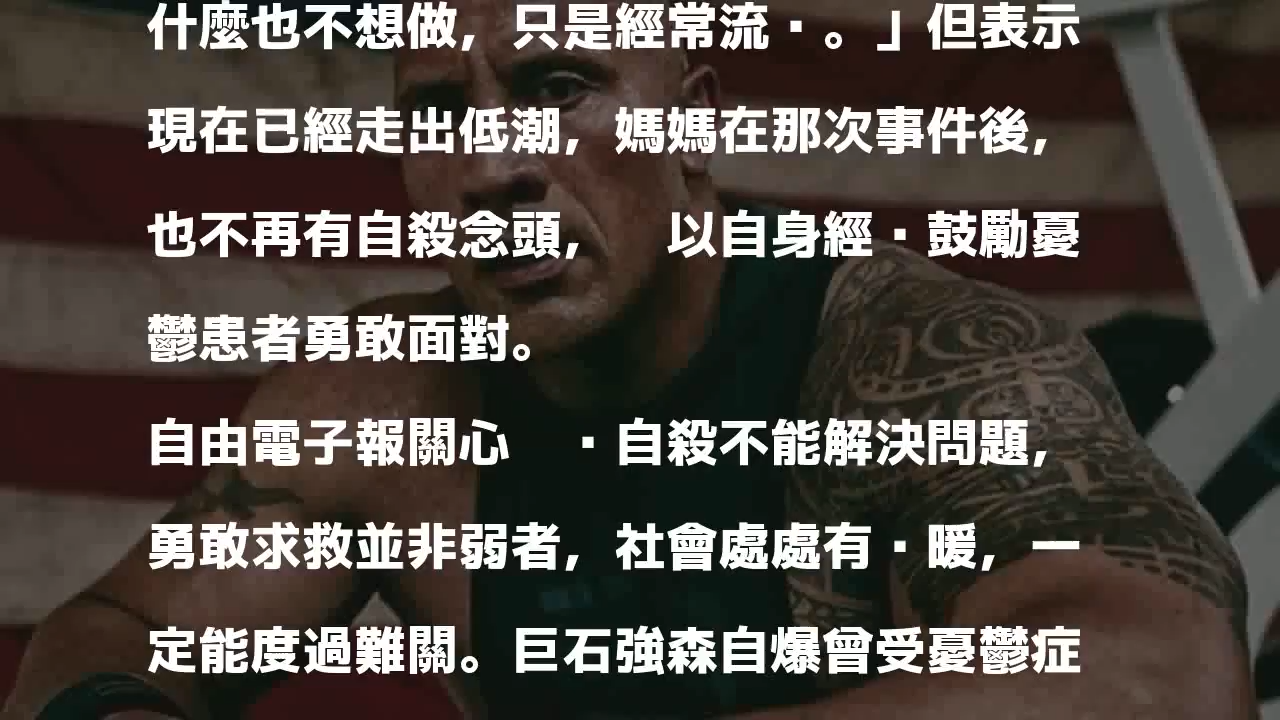 什麼也不想做，只是經常流▪。」但表示
現在已經走出低潮，媽媽在那次事件後，
也不再有自殺念頭，　以自身經▪鼓勵憂
鬱患者勇敢面對。
自由電子報關心　▪自殺不能解決問題，
勇敢求救並非弱者，社會處處有▪暖，一
定能度過難關。巨石強森自爆曾受憂鬱症